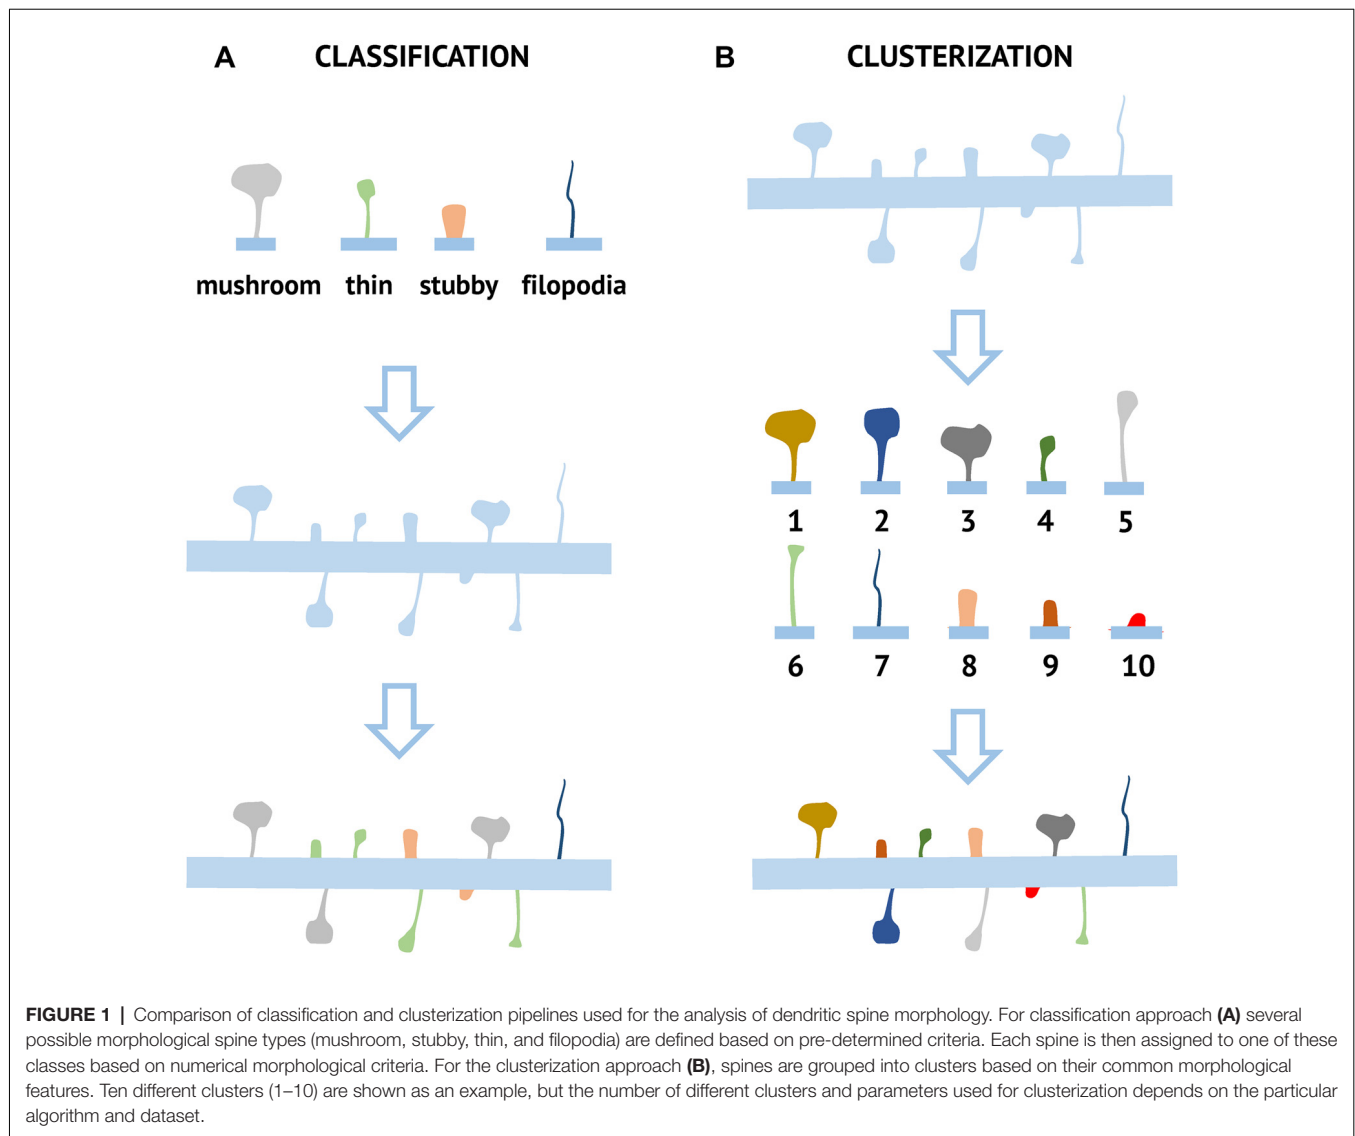 A CLASSIFICATION
mushroom thin stubby filopodia
B CLUSTERIZATION
1 2 3 4 5
6 7 8 9 10
FIGURE 1 | Comparison of classification and clusterization pipelines used for the analysis of dendritic spine morphology. For classification approach (A) several
possible morphological spine types (mushroom, stubby, thin, and filopodia) are defined based on pre-determined criteria. Each spine is then assigned to one of these
classes based on numerical morphological criteria. For the clusterization approach (B), spines are grouped into clusters based on their common morphological
features. Ten different clusters (1–10) are shown as an example, but the number of different clusters and parameters used for clusterization depends on the particular
algorithm and dataset.